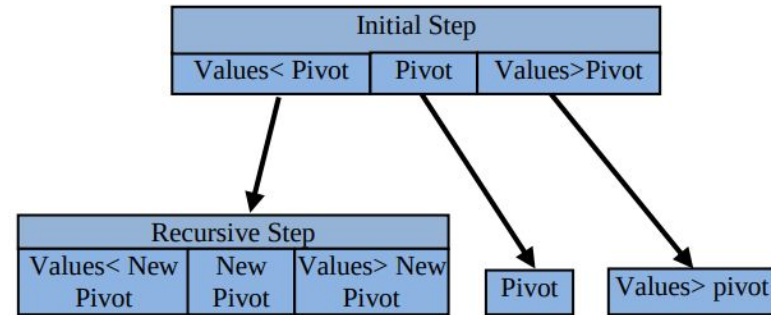 Initial Step
Values< Pivot Pivot Values>Pivot
Recursive Step
Values< New New Values> New
Pivot Pivot Pivot
Pivot
Values> pivot